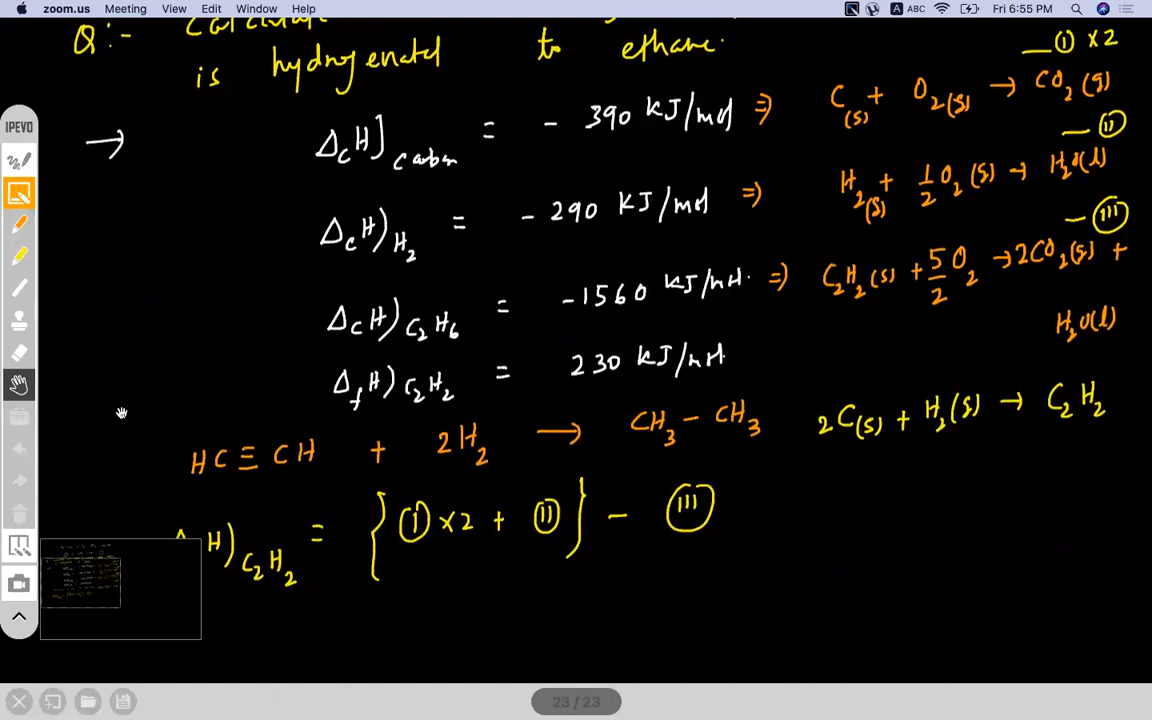 zoom.us Meeting View Window Edit Help
ABC Fri 6:55 PM
Q :-
is hydrogenated to ethane.
— Ⓘ × 2
IPEVO
→ ΔcH] Carbon = - 390 KJ/mol ⇒ C(s) + O₂(g) → CO₂(g)
— Ⓘⓘ
ΔcH)H₂ = - 290 KJ/mol ⇒ H₂(g) + 1/2 O₂(g) → H₂O(l)
— Ⓘⓘⓘ
ΔcH)C₂H₆ = -1560 KJ/mol. ⇒ C₂H₂(g) + 5/2 O₂ → 2CO₂(g) +
H₂O(l)
ΔfH)C₂H₂ = 230 KJ/mol
HC≡CH + 2H₂ → CH₃-CH₃ 2C(s) + H₂(g) → C₂H₂
H)C₂H₂ = {Ⓘ×2 + Ⓘⓘ} - Ⓘⓘⓘ
23 / 23